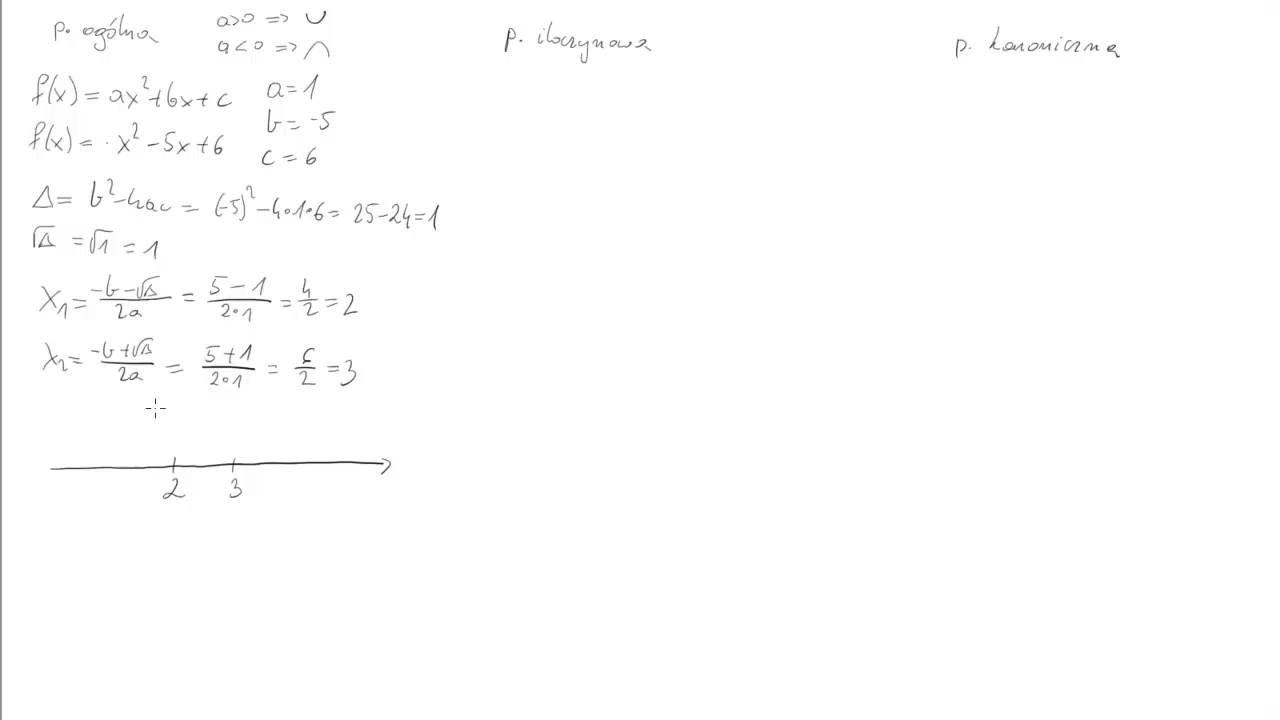 p. ogólna
a>0 => ∪
a<0 => ∩
f(x) = ax²+bx+c
f(x) = x² - 5x + 6
a = 1
b = -5
c = 6
Δ = b²-4ac = (-5)² - 4·1·6 = 25-24=1
√Δ = √1 = 1
x₁ = (-b-√Δ)/2a = (5-1)/(2·1) = 4/2 = 2
x₂ = (-b+√Δ)/2a = (5+1)/(2·1) = 6/2 = 3
2 3
p. iloczynowa
p. kanoniczna